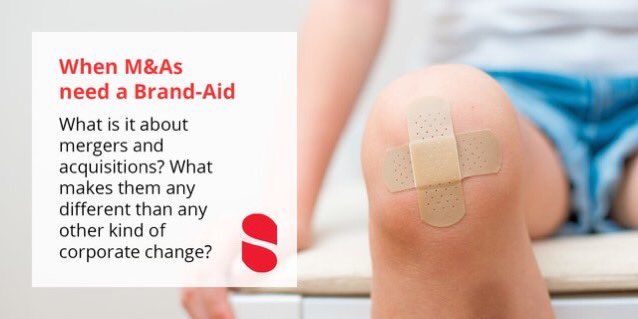 When M&As
need a Brand-Aid
What is it about
mergers and
acquisitions? What
makes them any
different than any
other kind of
corporate change?